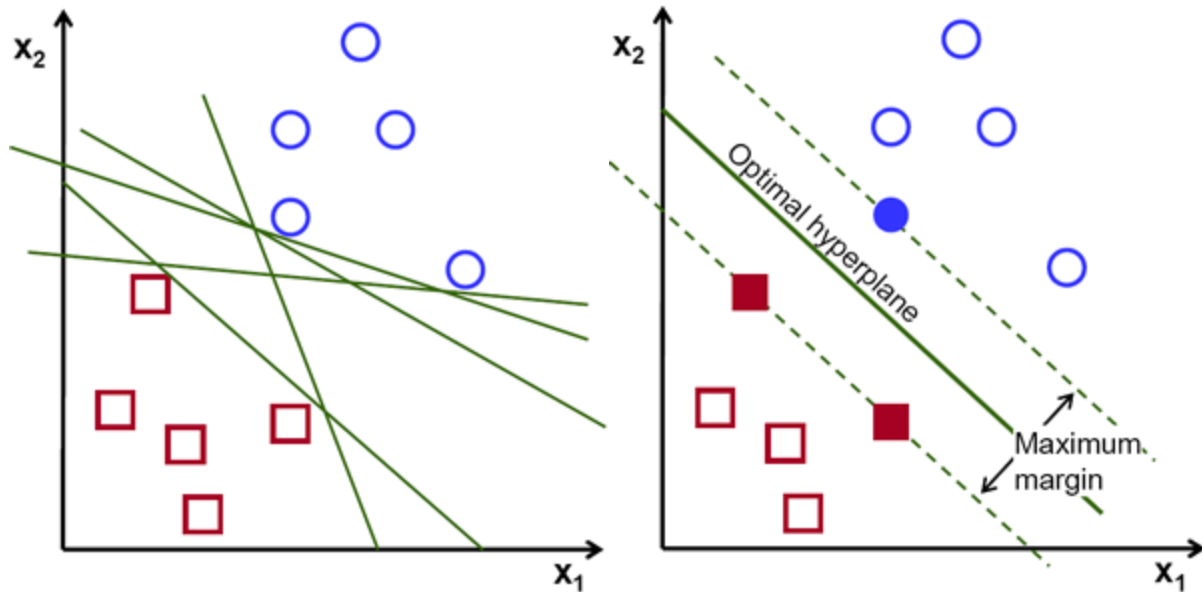 x₂
x₁
x₂
Optimal hyperplane
Maximum
margin
x₁